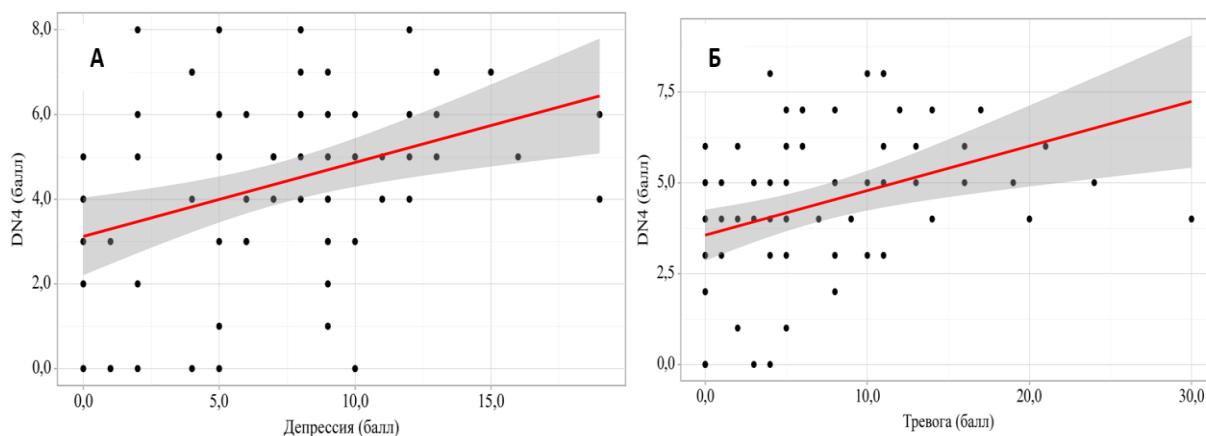 А
8,0
6,0
4,0
2,0
0,0
DN4 (балл)
0,0 5,0 10,0 15,0
Депрессия (балл)
Б
7,5
5,0
2,5
0,0
DN4 (балл)
0,0 10,0 20,0 30,0
Тревога (балл)